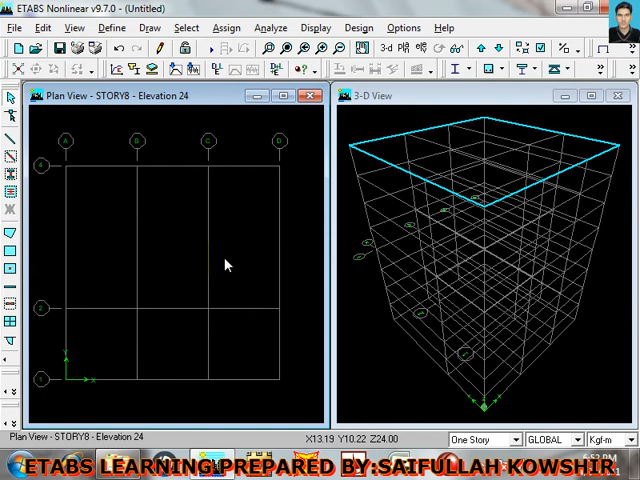 ETABS Nonlinear v9.7.0 - (Untitled)
File Edit View Define Draw Select Assign Analyze Display Design Options Help
3-d
Plan View - STORY8 - Elevation 24
3-D View
A B C D
4
2
1
Y
X
Plan View - STORY8 - Elevation 24
X13.19 Y10.22 Z24.00
One Story
GLOBAL
Kgf-m
ETABS LEARNING PREPARED BY:SAIFULLAH KOWSHIR